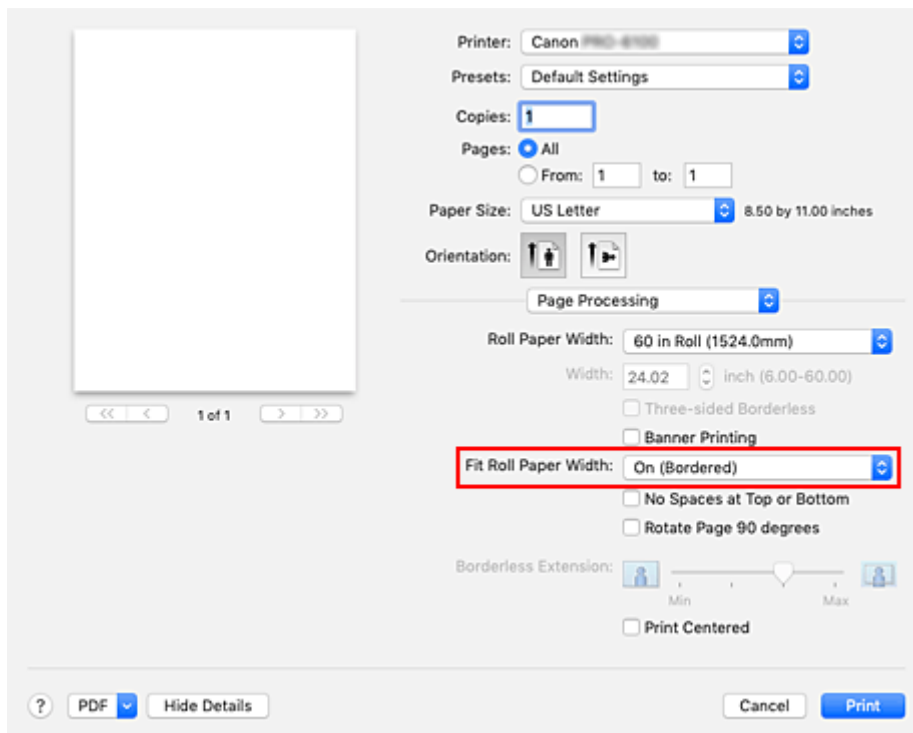 Printer: Canon
Presets: Default Settings
Copies: 1
Pages: All
From: 1 to: 1
Paper Size: US Letter 8.50 by 11.00 inches
Orientation:
Page Processing
Roll Paper Width: 60 in Roll (1524.0mm)
Width: 24.02 inch (6.00-60.00)
Three-sided Borderless
<< < 1 of 1 > >>
Banner Printing
Fit Roll Paper Width: On (Bordered)
No Spaces at Top or Bottom
Rotate Page 90 degrees
Borderless Extension:
Min Max
Print Centered
? PDF Hide Details Cancel Print